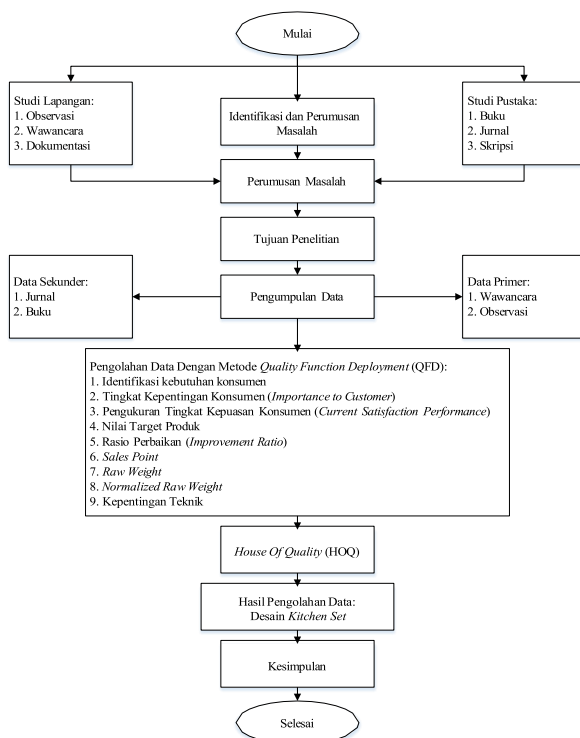 Mulai
Studi Lapangan:
1. Observasi
2. Wawancara
3. Dokumentasi
Identifikasi dan Perumusan
Masalah
Studi Pustaka:
1. Buku
2. Jurnal
3. Skripsi
Perumusan Masalah
Tujuan Penelitian
Data Sekunder:
1. Jurnal
2. Buku
Pengumpulan Data
Data Primer:
1. Wawancara
2. Observasi
Pengolahan Data Dengan Metode Quality Function Deployment (QFD):
1. Identifikasi kebutuhan konsumen
2. Tingkat Kepentingan Konsumen (Importance to Customer)
3. Pengukuran Tingkat Kepuasan Konsumen (Current Satisfaction Performance)
4. Nilai Target Produk
5. Rasio Perbaikan (Improvement Ratio)
6. Sales Point
7. Raw Weight
8. Normalized Raw Weight
9. Kepentingan Teknik
House Of Quality (HOQ)
Hasil Pengolahan Data:
Desain Kitchen Set
Kesimpulan
Selesai